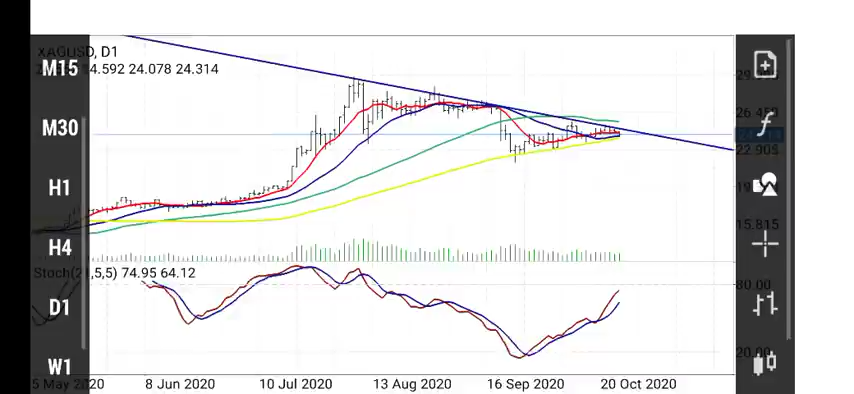 XAGUSD, D1
4.592 24.078 24.314
M15
M30
H1
H4
D1
W1
26.450
22.905
15.815
Stoch(21,5,5) 74.95 64.12
80.00
20.00
5 May 2020
8 Jun 2020
10 Jul 2020
13 Aug 2020
16 Sep 2020
20 Oct 2020